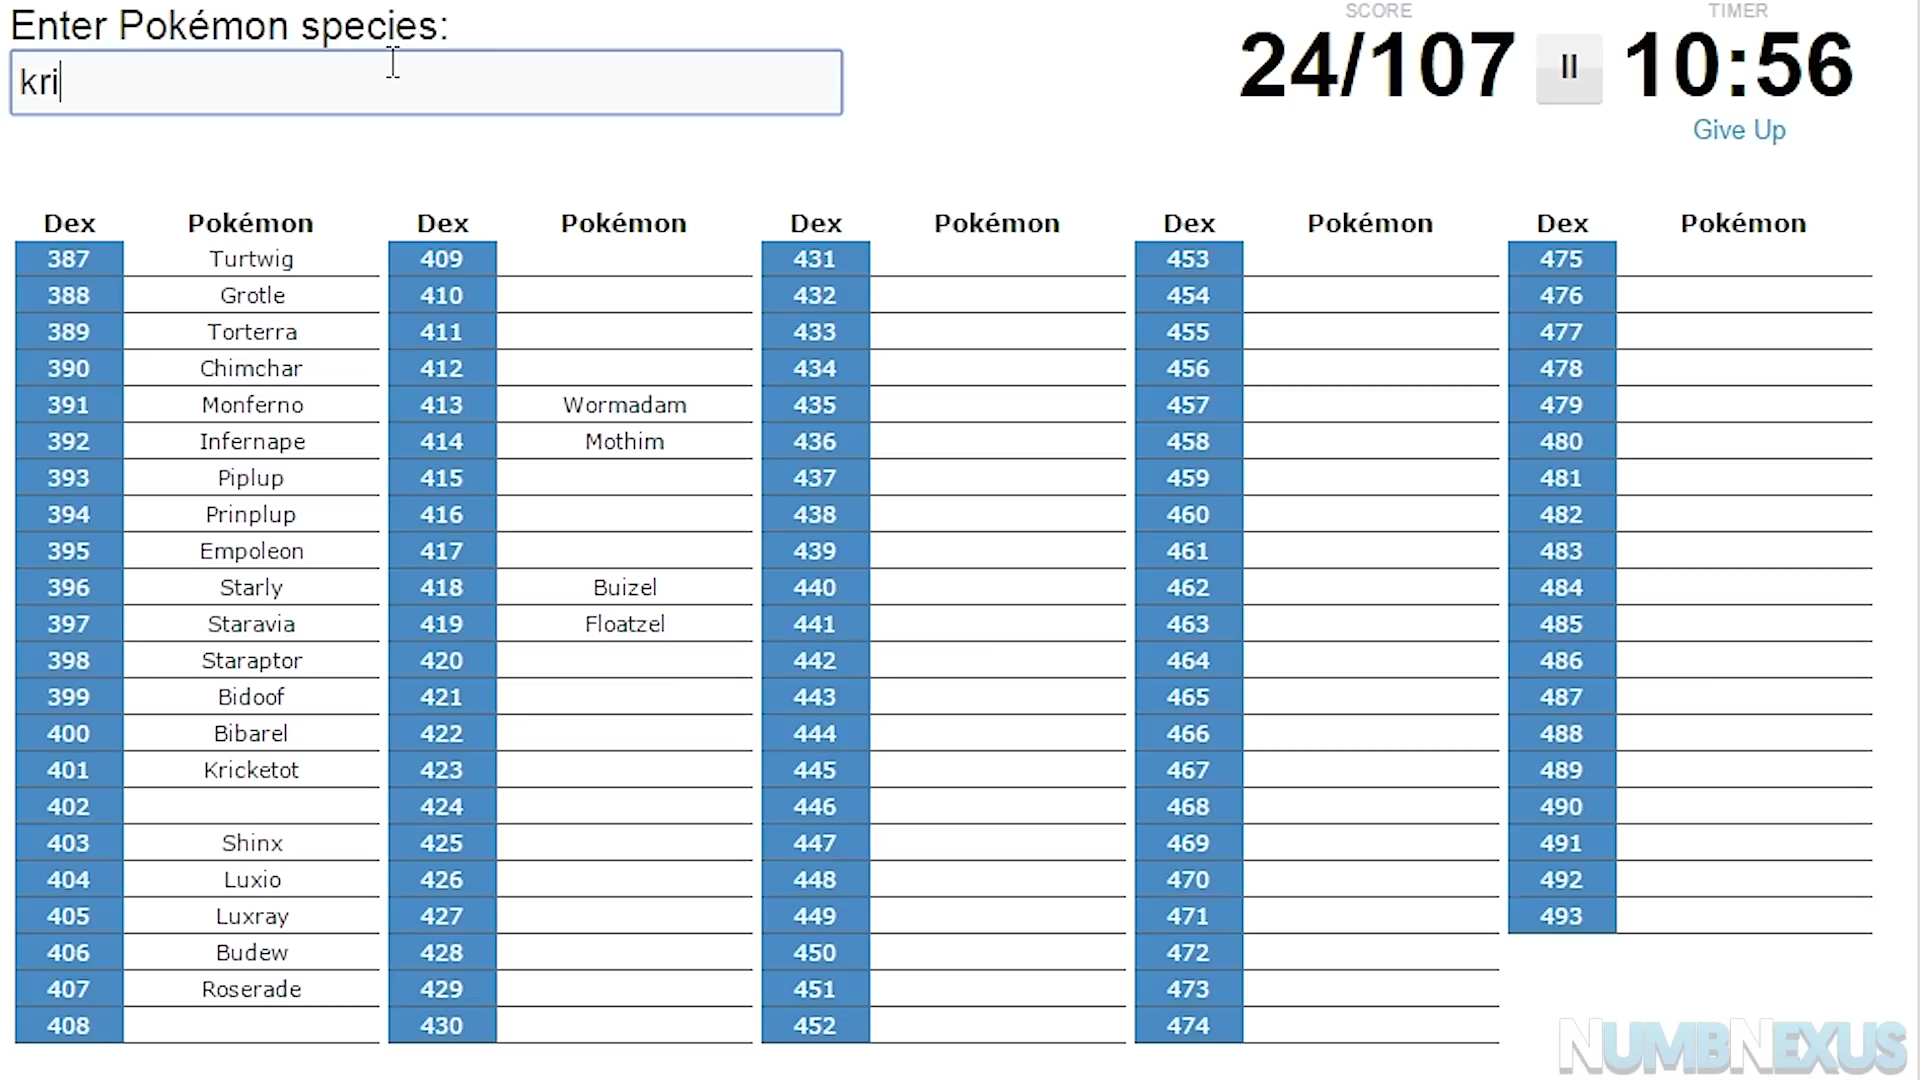 Enter Pokémon species:
kri
SCORE
24/107
TIMER
10:56
Give Up
Dex Pokémon Dex Pokémon Dex Pokémon Dex Pokémon Dex Pokémon
387 Turtwig 409 431 453 475
388 Grotle 410 432 454 476
389 Torterra 411 433 455 477
390 Chimchar 412 434 456 478
391 Monferno 413 Wormadam 435 457 479
392 Infernape 414 Mothim 436 458 480
393 Piplup 415 437 459 481
394 Prinplup 416 438 460 482
395 Empoleon 417 439 461 483
396 Starly 418 Buizel 440 462 484
397 Staravia 419 Floatzel 441 463 485
398 Staraptor 420 442 464 486
399 Bidoof 421 443 465 487
400 Bibarel 422 444 466 488
401 Kricketot 423 445 467 489
402 424 446 468 490
403 Shinx 425 447 469 491
404 Luxio 426 448 470 492
405 Luxray 427 449 471 493
406 Budew 428 450 472
407 Roserade 429 451 473
408 430 452 474
NUMBNEXUS